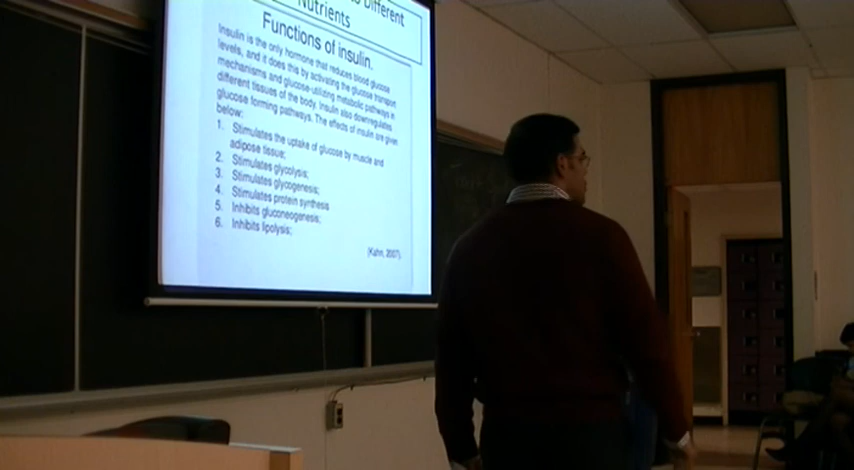 to Different
Nutrients
Functions of insulin.
Insulin is the only hormone that reduces blood glucose
levels, and it does this by activating the glucose transport
mechanisms and glucose-utilizing metabolic pathways in
different tissues of the body. Insulin also downregulates
glucose forming pathways. The effects of insulin are given
below:
1. Stimulates the uptake of glucose by muscle and
adipose tissue;
2. Stimulates glycolysis;
3. Stimulates glycogenesis;
4. Stimulates protein synthesis
5. Inhibits gluconeogenesis;
6. Inhibits lipolysis;
(Kahn, 2007).